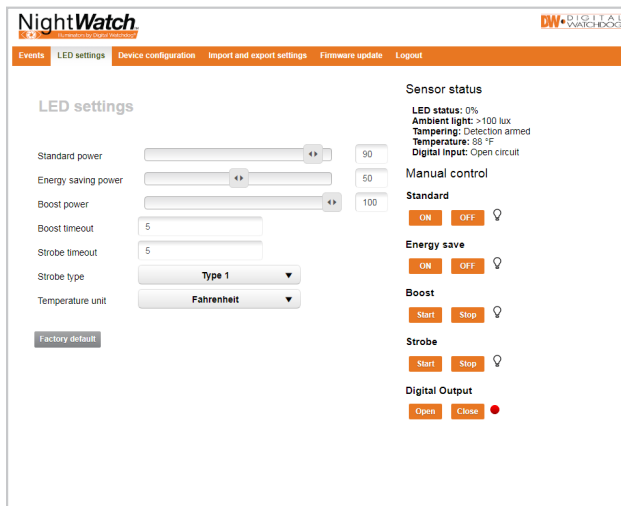 NightWatch
Illuminators by Digital Watchdog
DW DIGITAL
WATCHDOG
Events LED settings Device configuration Import and export settings Firmware update Logout
LED settings
Standard power 90
Energy saving power 50
Boost power 100
Boost timeout 5
Strobe timeout 5
Strobe type Type 1
Temperature unit Fahrenheit
Factory default
Sensor status
LED status: 0%
Ambient light: >100 lux
Tampering: Detection armed
Temperature: 88 °F
Digital Input: Open circuit
Manual control
Standard
ON OFF
Energy save
ON OFF
Boost
Start Stop
Strobe
Start Stop
Digital Output
Open Close